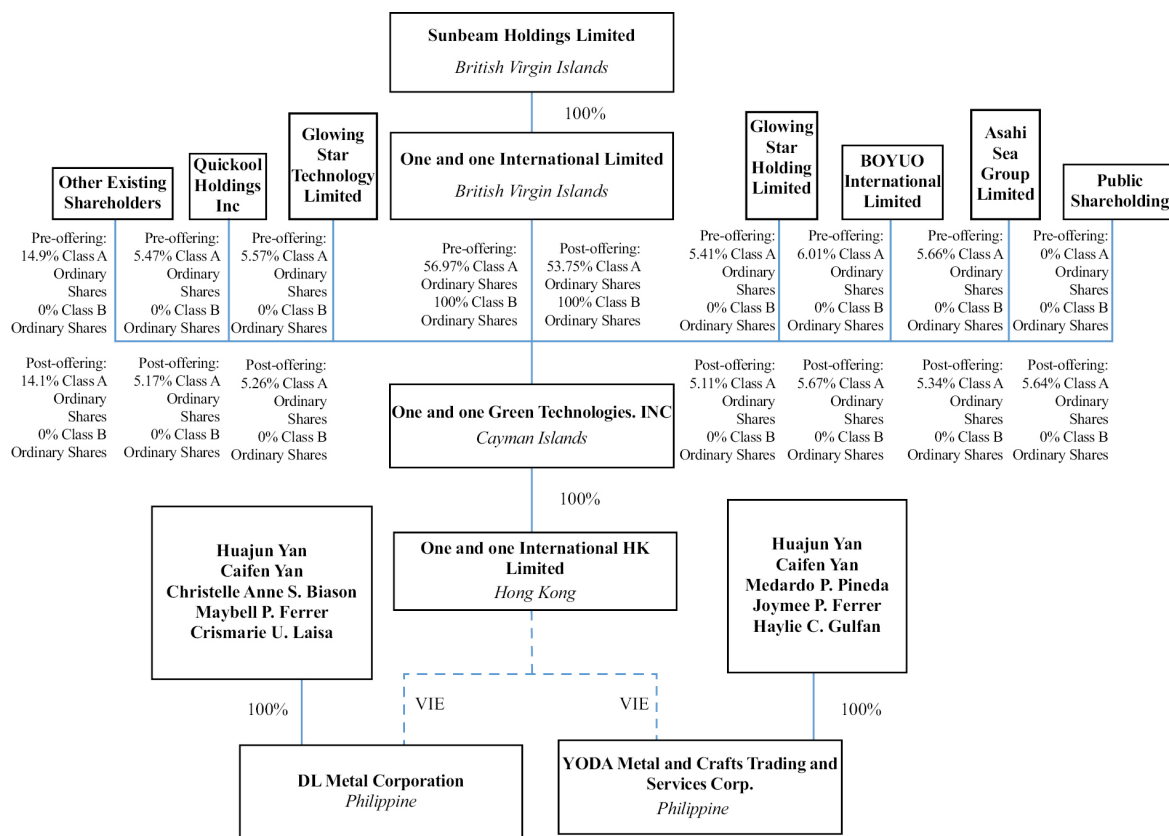 Sunbeam Holdings Limited
British Virgin Islands
100%
Other Existing
Shareholders
Quickool
Holdings
Inc
Glowing
Star
Technology
Limited
One and one International Limited
British Virgin Islands
Glowing
Star
Holding
Limited
BOYUO
International
Limited
Asahi
Sea
Group
Limited
Public
Shareholding
Pre-offering:
14.9% Class A
Ordinary
Shares
0% Class B
Ordinary Shares
Pre-offering:
5.47% Class A
Ordinary
Shares
0% Class B
Ordinary Shares
Pre-offering:
5.57% Class A
Ordinary
Shares
0% Class B
Ordinary Shares
Pre-offering:
56.97% Class A
Ordinary Shares
100% Class B
Ordinary Shares
Post-offering:
53.75% Class A
Ordinary Shares
100% Class B
Ordinary Shares
Pre-offering:
5.41% Class A
Ordinary
Shares
0% Class B
Ordinary Shares
Pre-offering:
6.01% Class A
Ordinary
Shares
0% Class B
Ordinary Shares
Pre-offering:
5.66% Class A
Ordinary
Shares
0% Class B
Ordinary Shares
Pre-offering:
0% Class A
Ordinary
Shares
0% Class B
Ordinary Shares
Post-offering:
14.1% Class A
Ordinary
Shares
0% Class B
Ordinary Shares
Post-offering:
5.17% Class A
Ordinary
Shares
0% Class B
Ordinary Shares
Post-offering:
5.26% Class A
Ordinary
Shares
0% Class B
Ordinary Shares
One and one Green Technologies. INC
Cayman Islands
Post-offering:
5.11% Class A
Ordinary
Shares
0% Class B
Ordinary Shares
Post-offering:
5.67% Class A
Ordinary
Shares
0% Class B
Ordinary Shares
Post-offering:
5.34% Class A
Ordinary
Shares
0% Class B
Ordinary Shares
Post-offering:
5.64% Class A
Ordinary
Shares
0% Class B
Ordinary Shares
100%
Huajun Yan
Caifen Yan
Christelle Anne S. Biason
Maybell P. Ferrer
Crismarie U. Laisa
One and one International HK
Limited
Hong Kong
Huajun Yan
Caifen Yan
Medardo P. Pineda
Joymee P. Ferrer
Haylie C. Gulfan
100%
VIE
VIE
100%
DL Metal Corporation
Philippine
YODA Metal and Crafts Trading and
Services Corp.
Philippine